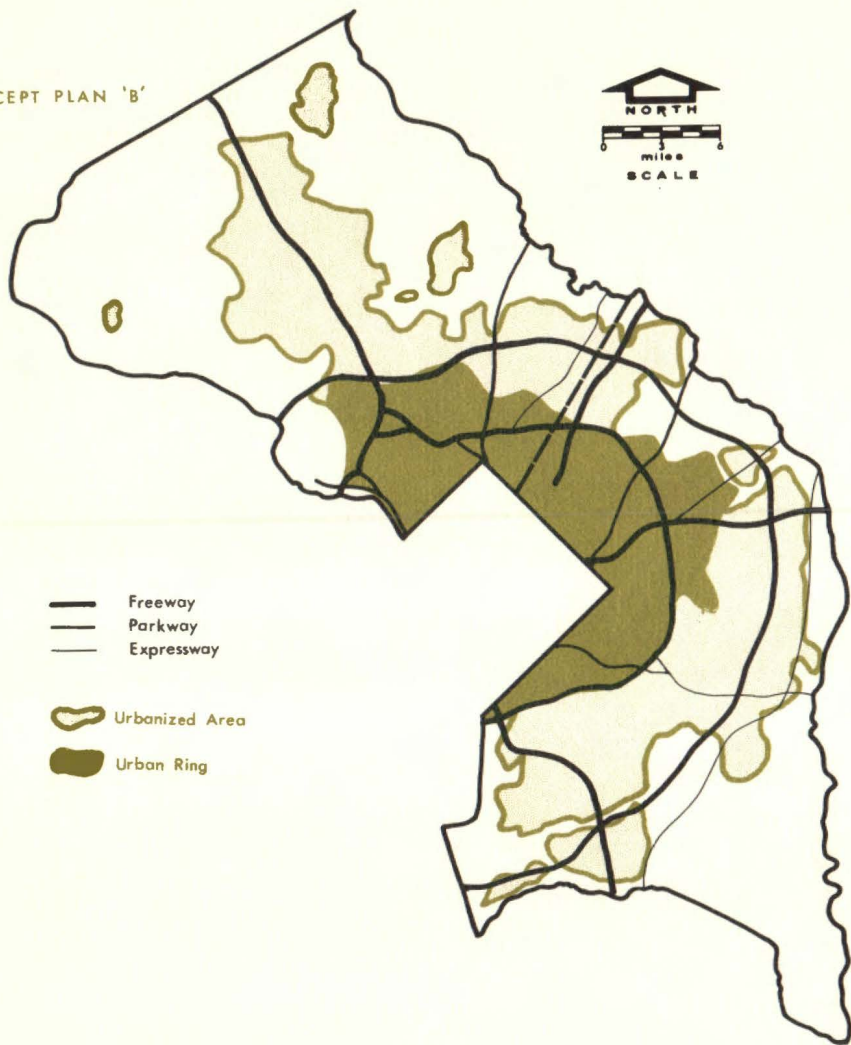 CEPT PLAN 'B'
NORTH
0 3 6
miles
SCALE
Freeway
Parkway
Expressway
Urbanized Area
Urban Ring